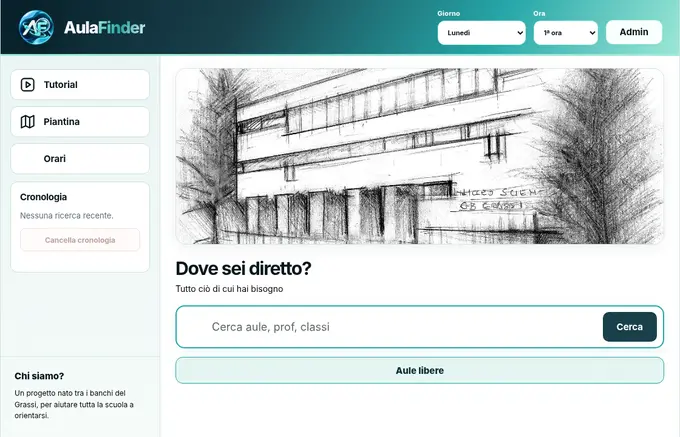 AulaFinder
Giorno
Lunedì
Ora
1ª ora
Admin
Tutorial
Piantina
Orari
Cronologia
Nessuna ricerca recente.
Cancella cronologia
Chi siamo?
Un progetto nato tra i banchi del
Grassi, per aiutare tutta la scuola a
orientarsi.
Dove sei diretto?
Tutto ciò di cui hai bisogno
Cerca aule, prof, classi
Cerca
Aule libere